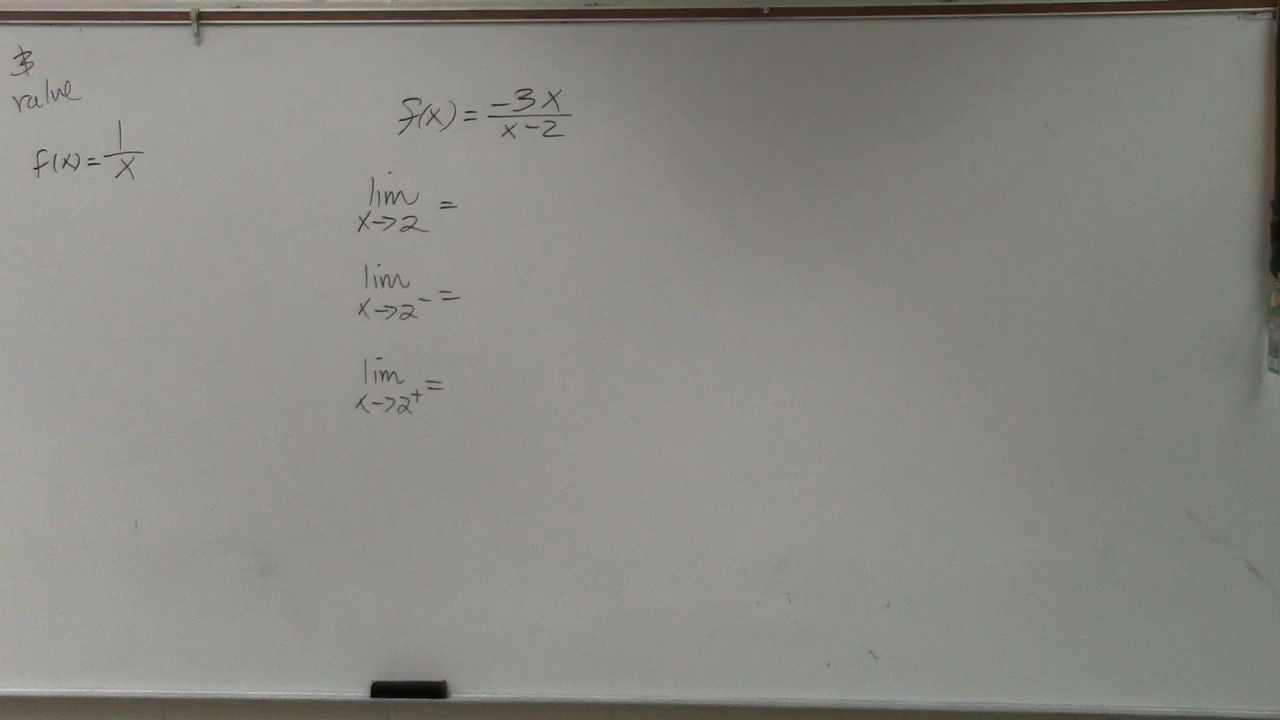 value
f(x) = 1/x
f(x) = -3x/x-2
lim x→2 =
lim x→2⁻ =
lim x→2⁺ =